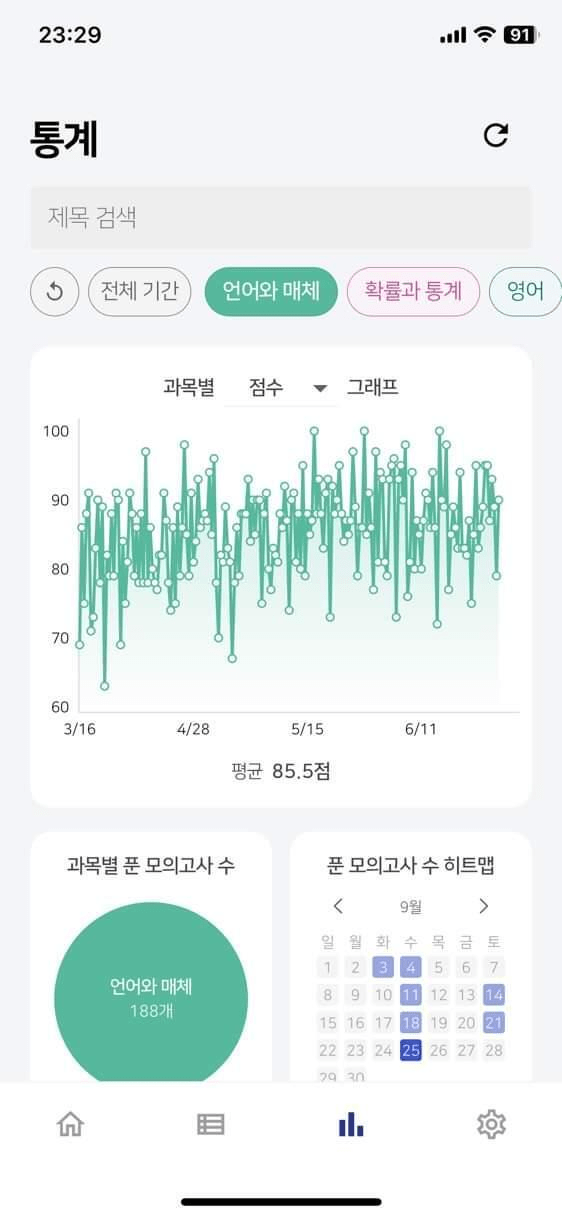 23:29
91
통계
제목 검색
전체 기간 언어와 매체 확률과 통계 영어
과목별 점수 그래프
100
90
80
70
60
3/16 4/28 5/15 6/11
평균 85.5점
과목별 푼 모의고사 수
언어와 매체
188개
푼 모의고사 수 히트맵
9월
일 월 화 수 목 금 토
1 2 3 4 5 6 7
8 9 10 11 12 13 14
15 16 17 18 19 20 21
22 23 24 25 26 27 28
29 30